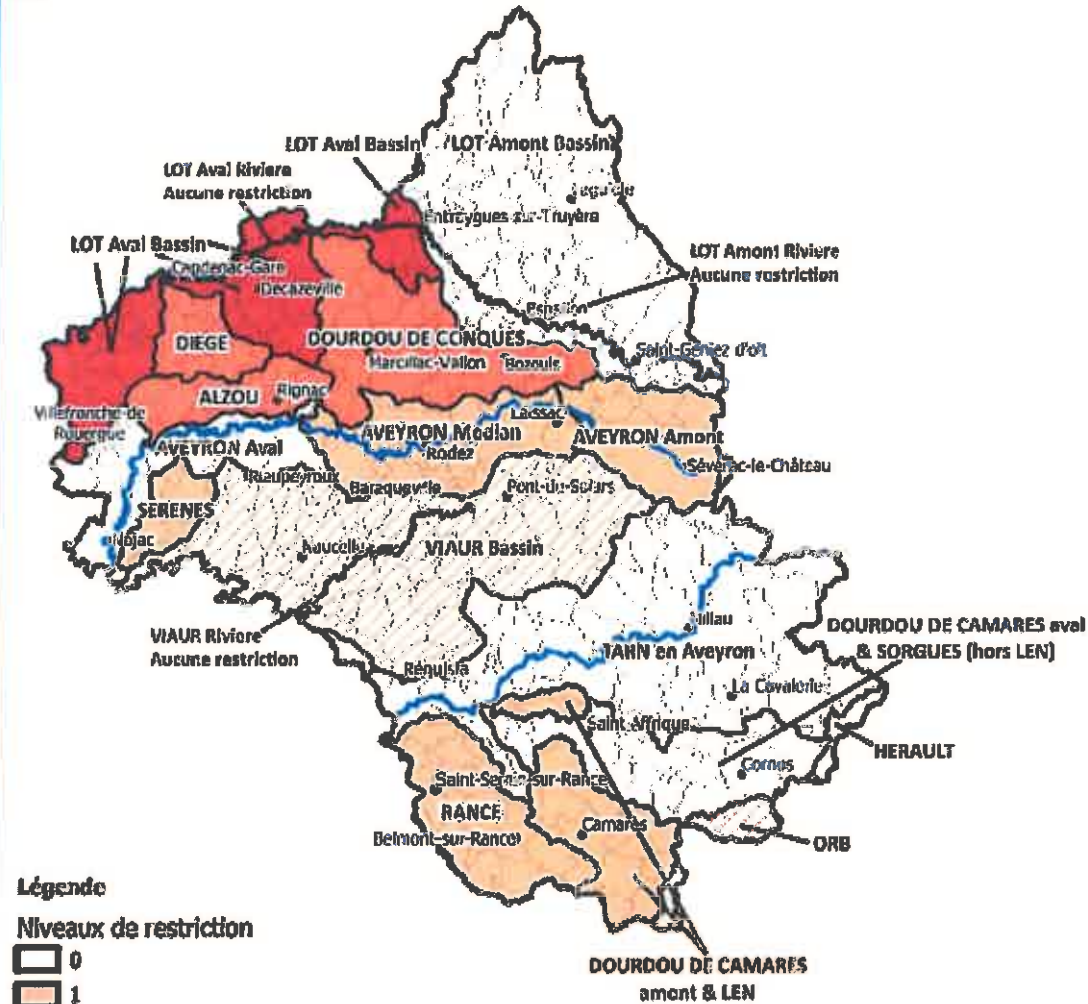 LOT Aval Bassin
LOT Amont Bassin
LOT Aval Riviere
Aucune restriction
Entraygues-sur-Truyère
LOT Aval Bassin
Capdenac-Gare
Decazeville
LOT Amont Riviere
Aucune restriction
Espalion
DIEGE
DOURDOU DE CONQUES
Saint-Geniez d'olt
Marcillac-Vallon
Bozouls
ALZOU
Rignac
Villefranche-de
Rouergue
Laissac
AVEYRON Aval
AVEYRON Median
AVEYRON Amont
Rodez
Sévérac-le-Château
Rieupeyroux
Baraqueville
Pont-de-Salars
SERENES
Najac
Naucelle
VIAUR Bassin
VIAUR Riviere
Aucune restriction
Millau
DOURDOU DE CAMARES aval
& SORGUES (hors LEN)
TARN en Aveyron
Réquista
La Cavalerie
Saint-Affrique
HERAULT
Cornus
Saint-Sernin-sur-Rance
RANCE
Belmont-sur-Rance
Camarès
ORB
Légende
Niveaux de restriction
0
1
DOURDOU DE CAMARES
amont & LEN